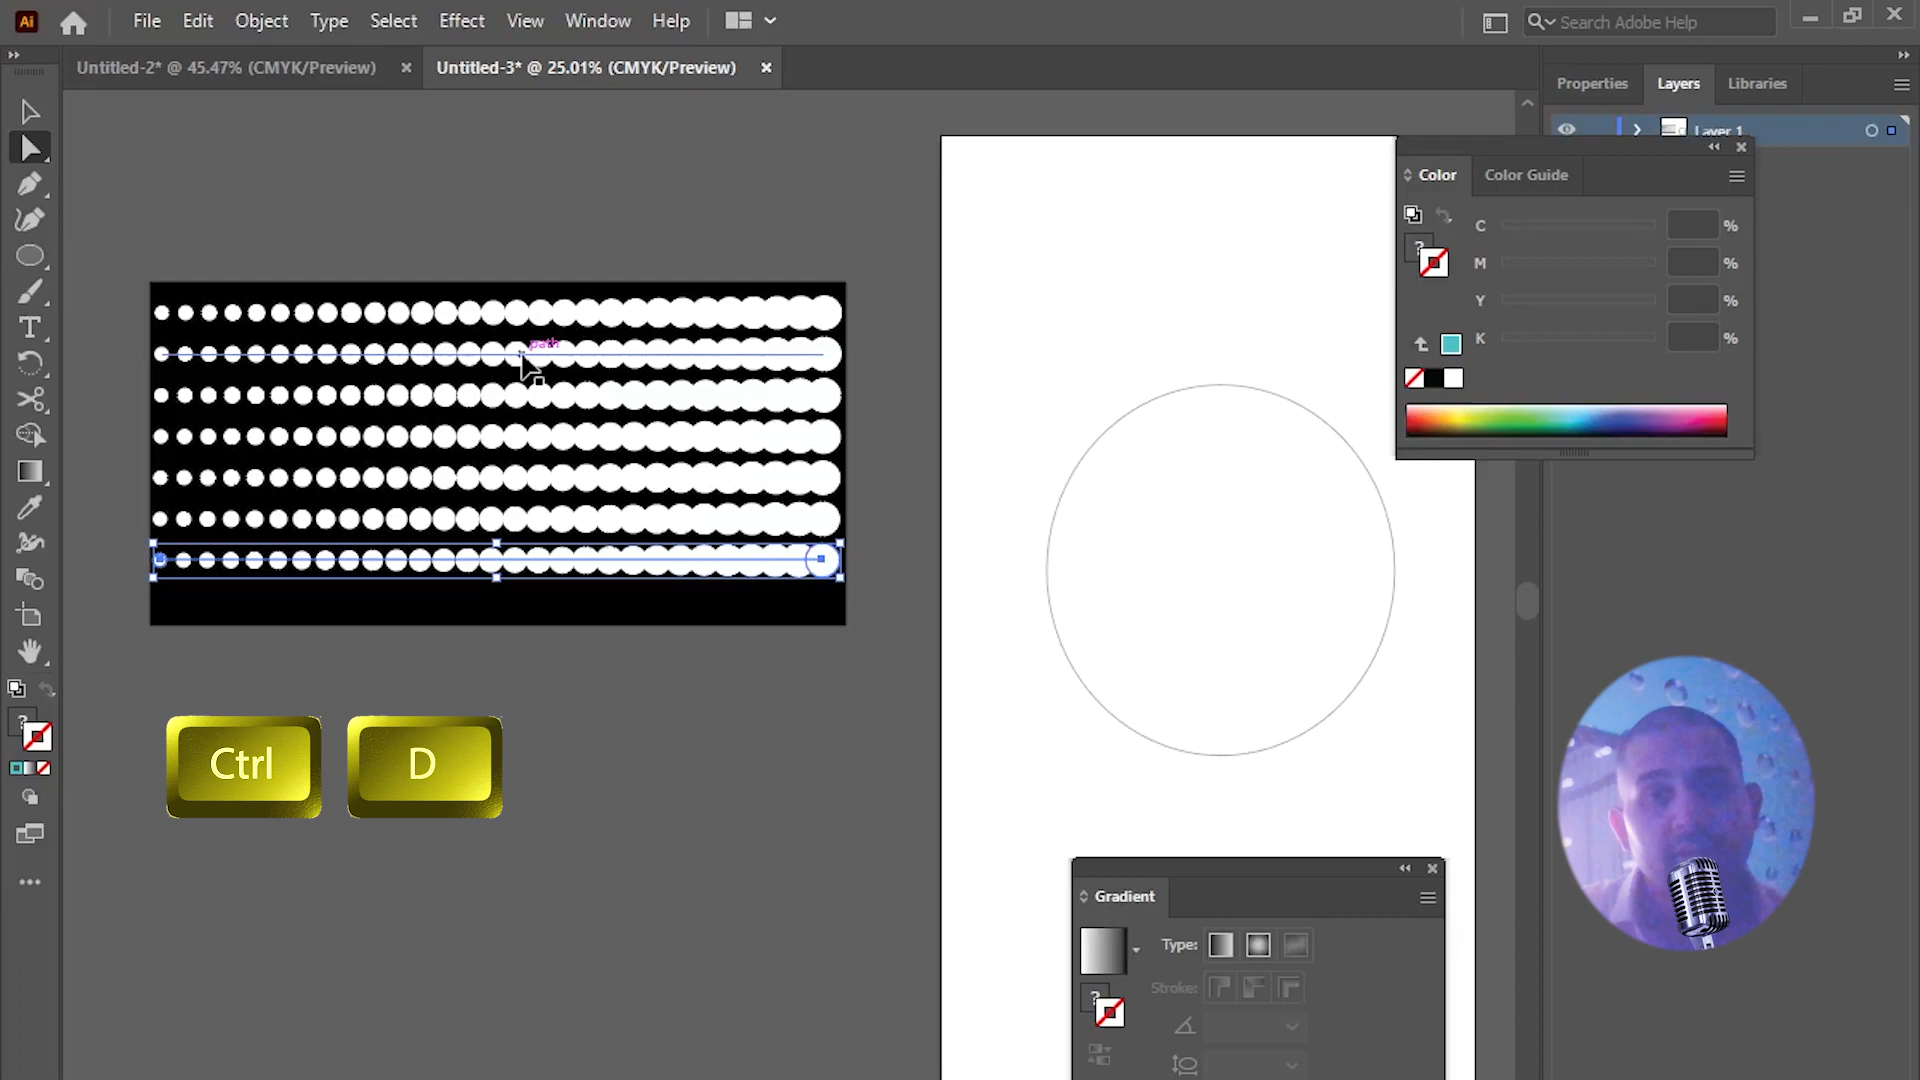 Ai File Edit Object Type Select Effect View Window Help Search Adobe Help
Untitled-2* @ 45.47% (CMYK/Preview) Untitled-3* @ 25.01% (CMYK/Preview)
Properties Layers Libraries
Layer 1
Color Color Guide
C %
M %
Y %
K %
path
Ctrl D
Gradient
Type:
Stroke: